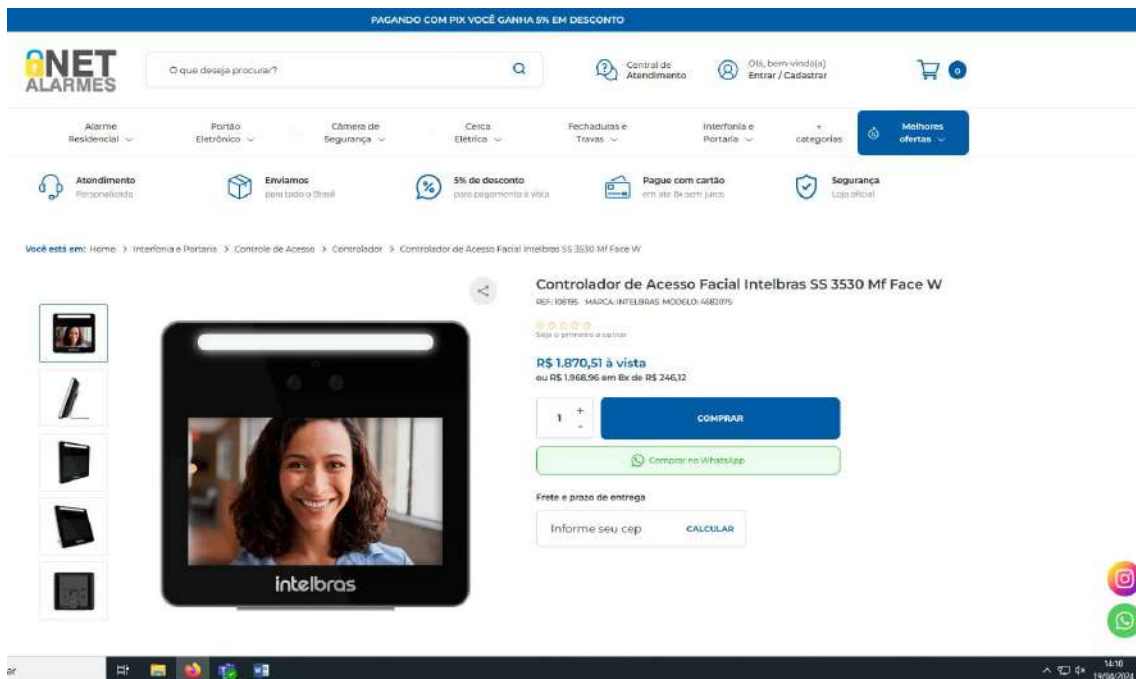 PAGANDO COM PIX VOCÊ GANHA 5% EM DESCONTO
NET
ALARMES
O que deseja procurar?
Central de
Atendimento
Olá, bem-vindo(a)
Entrar / Cadastrar
0
Alarme
Residencial
Portão
Eletrônico
Câmera de
Segurança
Cerca
Elétrica
Fechaduras e
Travas
Interfonia e
Portaria
+
categorias
Melhores
ofertas
Atendimento
Personalizado
Enviamos
para todo o Brasil
5% de desconto
para pagamento à vista
Pague com cartão
em até 8x sem juros
Segurança
Loja oficial
Você está em: Home > Interfonia e Portaria > Controle de Acesso > Controlador > Controlador de Acesso Facial Intelbras SS 3530 Mf Face W
Controlador de Acesso Facial Intelbras SS 3530 Mf Face W
REF: 108195 MARCA: INTELBRAS MODELO: 4682075
Seja o primeiro a opinar
R$ 1.870,51 à vista
ou R$ 1.968,96 em 8x de R$ 246,12
1 + -
COMPRAR
Comprar no WhatsApp
Frete e prazo de entrega
Informe seu cep CALCULAR
intelbras
ar
14:10
19/04/2024